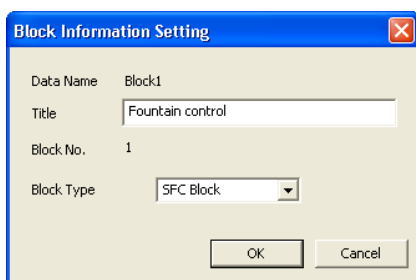 Block Information Setting
Data Name Block1
Title Fountain control
Block No. 1
Block Type SFC Block
OK Cancel